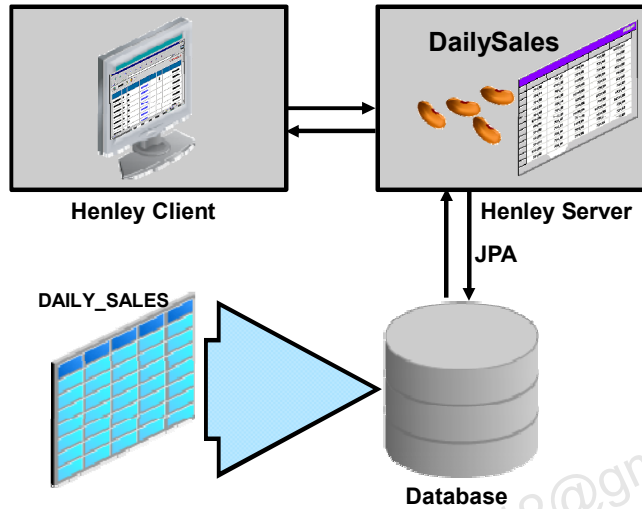 DailySales
Henley Client
Henley Server
JPA
DAILY_SALES
Database